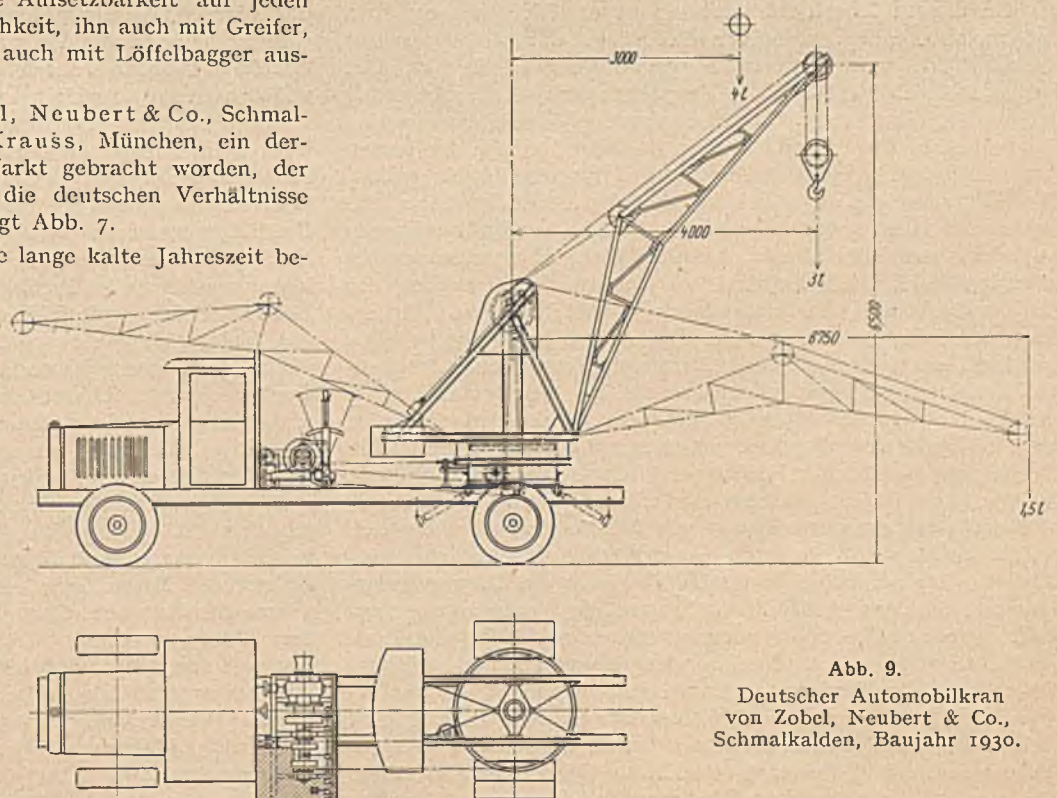 e Aufsetzbarkeit auf jeden
chkeit, ihn auch mit Greifer,
auch mit Löffelbagger aus-
l, Neubert & Co., Schmal-
Krauss, München, ein der-
Markt gebracht worden, der
die deutschen Verhältnisse
gt Abb. 7.
e lange kalte Jahreszeit be-
3000
4t
4000
3t
6500
6750
1,5t
Abb. 9.
Deutscher Automobilkran
von Zobel, Neubert & Co.,
Schmalkalden, Baujahr 1930.